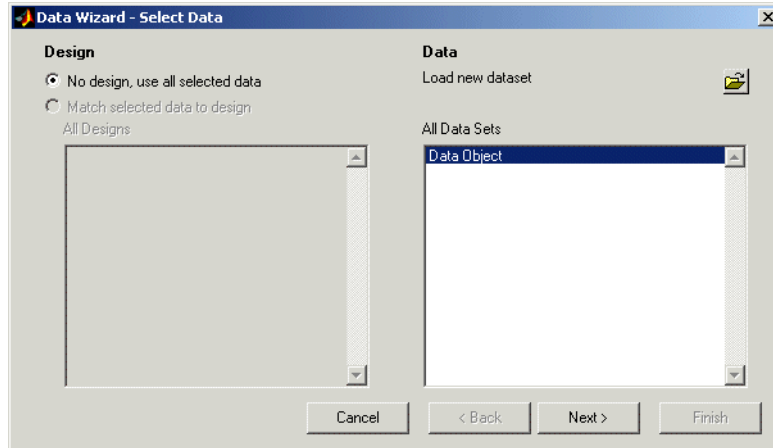 Data Wizard - Select Data
Design
No design, use all selected data
Match selected data to design
All Designs
Data
Load new dataset
All Data Sets
Data Object
Cancel
< Back
Next >
Finish